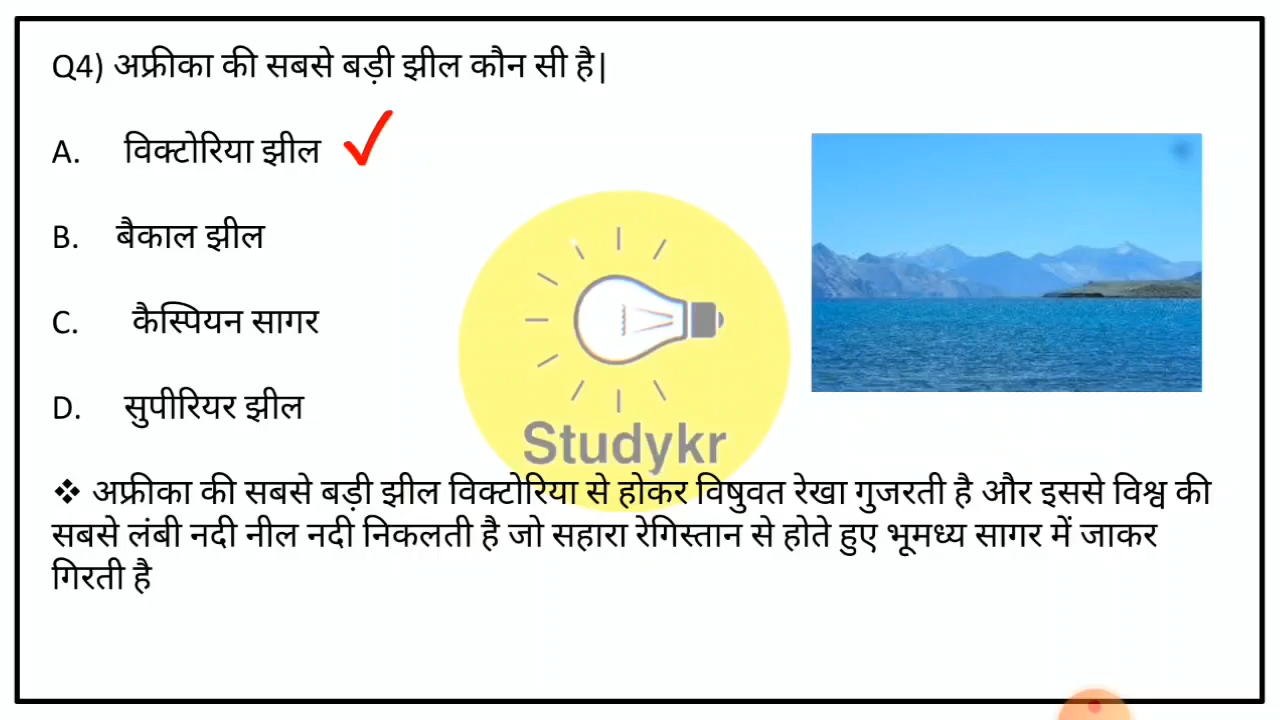 Q4) अफ्रीका की सबसे बड़ी झील कौन सी है|
A. विक्टोरिया झील
B. बैकाल झील
C. कैस्पियन सागर
D. सुपीरियर झील
Studykr
❖ अफ्रीका की सबसे बड़ी झील विक्टोरिया से होकर विषुवत रेखा गुजरती है और इससे विश्व की
सबसे लंबी नदी नील नदी निकलती है जो सहारा रेगिस्तान से होते हुए भूमध्य सागर में जाकर
गिरती है